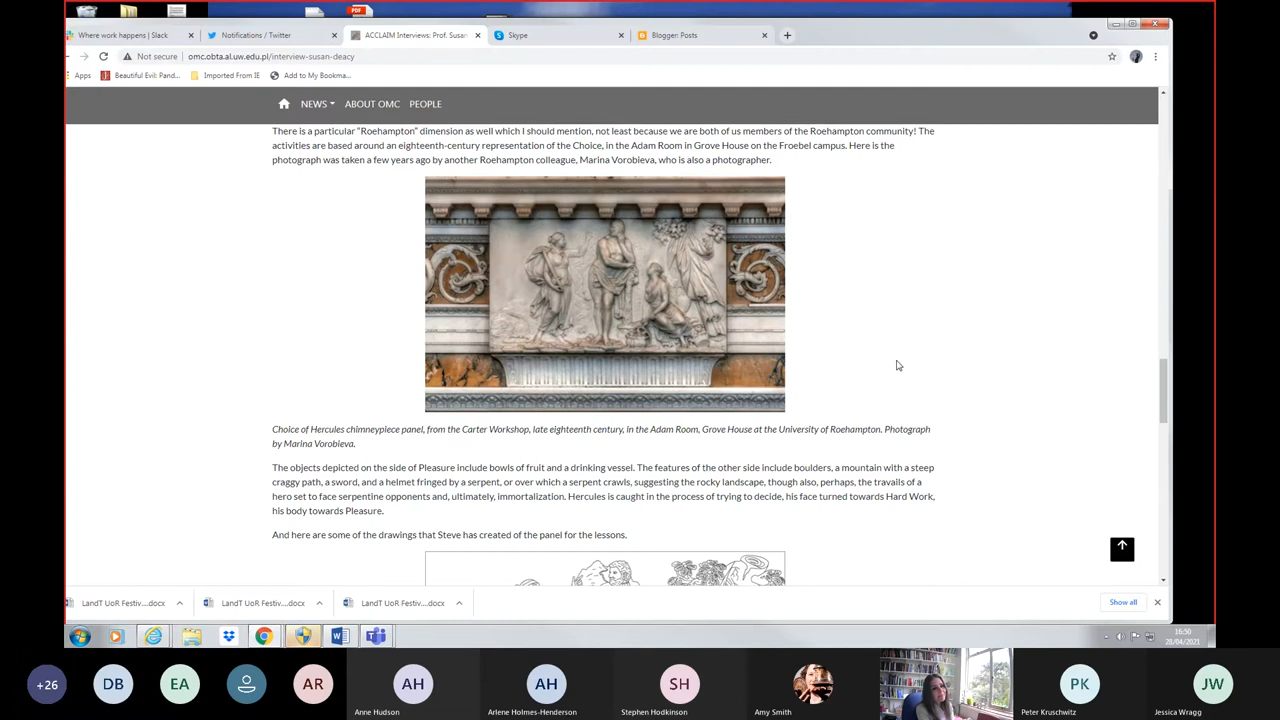 PDF
Where work happens | Slack
Notifications / Twitter
ACCLAIM Interviews: Prof. Susan
Skype
Blogger: Posts
Not secure
omc.obta.al.uw.edu.pl/interview-susan-deacy
Apps
Beautiful Evil: Pand...
Imported From IE
Add to My Bookma...
NEWS
ABOUT OMC
PEOPLE
There is a particular “Roehampton” dimension as well which I should mention, not least because we are both of us members of the Roehampton community! The
activities are based around an eighteenth-century representation of the Choice, in the Adam Room in Grove House on the Froebel campus. Here is the
photograph was taken a few years ago by another Roehampton colleague, Marina Vorobieva, who is also a photographer.
Choice of Hercules chimneypiece panel, from the Carter Workshop, late eighteenth century, in the Adam Room, Grove House at the University of Roehampton. Photograph
by Marina Vorobieva.
The objects depicted on the side of Pleasure include bowls of fruit and a drinking vessel. The features of the other side include boulders, a mountain with a steep
craggy path, a sword, and a helmet fringed by a serpent, or over which a serpent crawls, suggesting the rocky landscape, though also, perhaps, the travails of a
hero set to face serpentine opponents and, ultimately, immortalization. Hercules is caught in the process of trying to decide, his face turned towards Hard Work,
his body towards Pleasure.
And here are some of the drawings that Steve has created of the panel for the lessons.
LandT UoR Festiv....docx
LandT UoR Festiv....docx
LandT UoR Festiv....docx
Show all
16:50
28/04/2021
+26
DB
EA
AR
AH
Anne Hudson
AH
Arlene Holmes-Henderson
SH
Stephen Hodkinson
Amy Smith
PK
Peter Kruschwitz
JW
Jessica Wragg